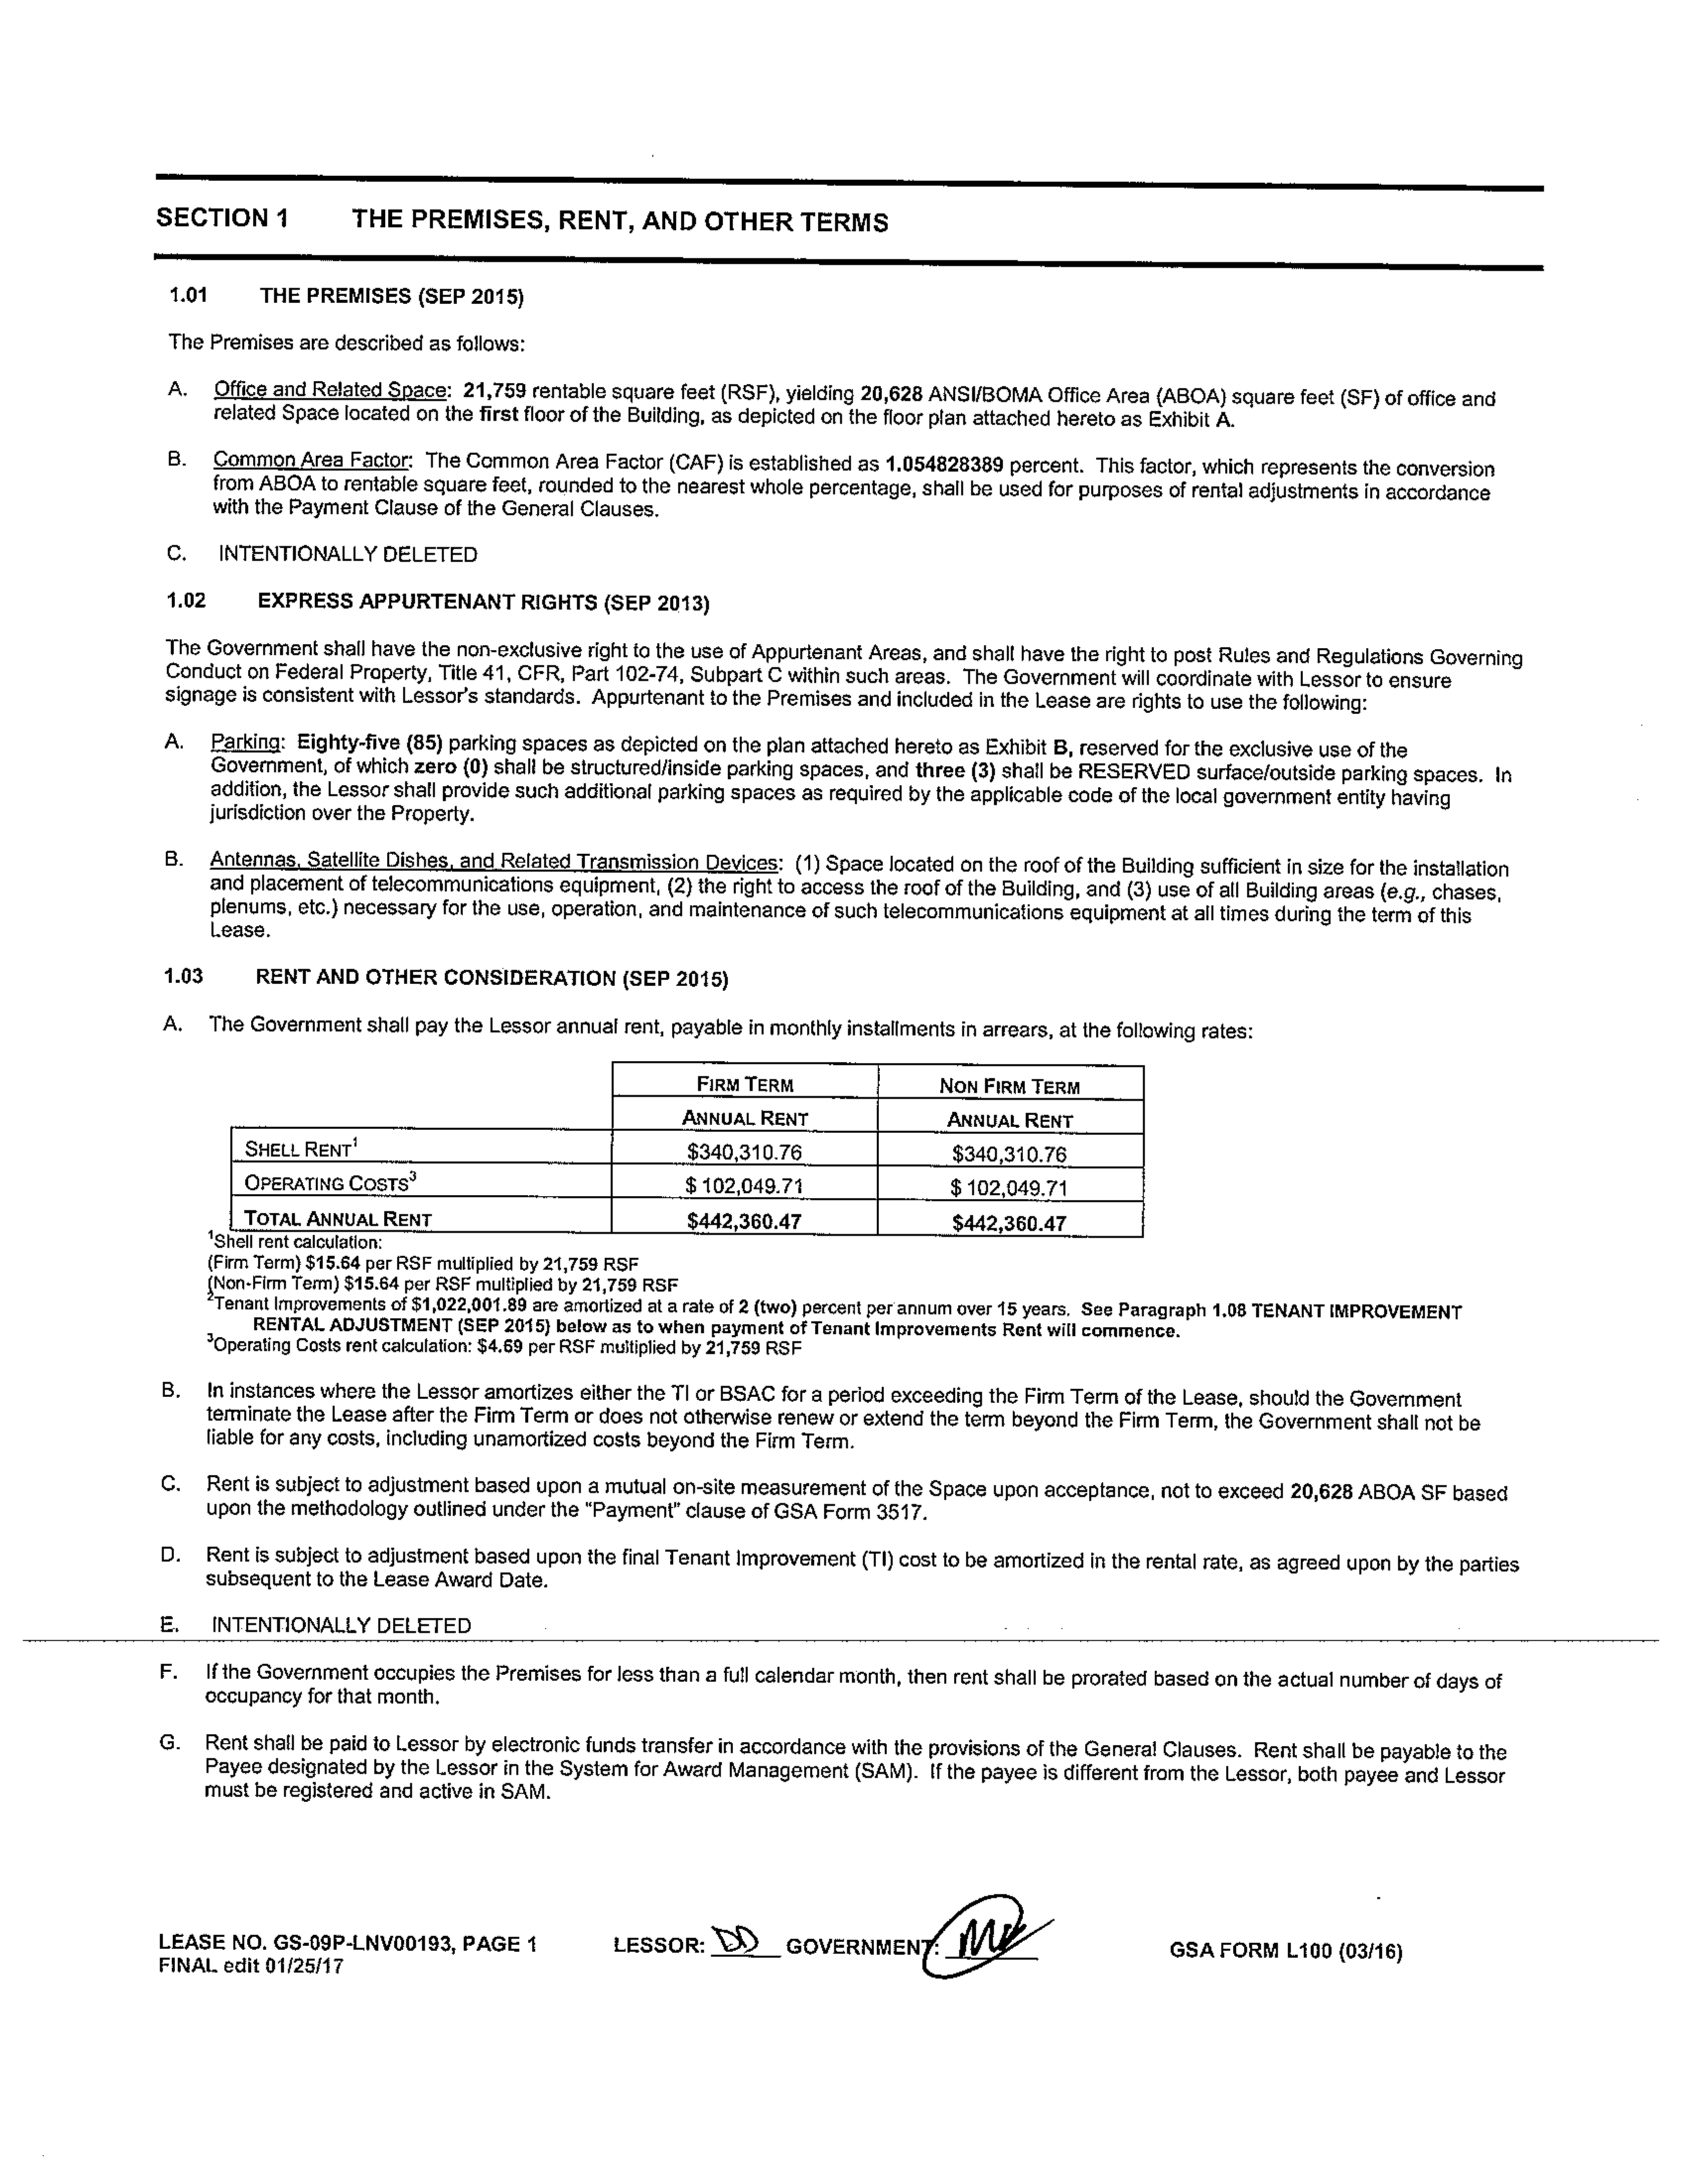 SECTION 1 THE PREMISES, RENT, AND OTHER TERMS
1.01 THE PREMISES (SEP 2015)
The Premises are described as follows:
A. Office and Related Space: 21,759 rentable square feet (RSF), yielding 20,628 ANSI/BOMA Office Area (ABOA) square feet (SF) of office and
related Space located on the first floor of the Building, as depicted on the floor plan attached hereto as Exhibit A.
B. Common Area Factor: The Common Area Factor (CAF) is established as 1.054828389 percent. This factor, which represents the conversion
from ABOA to rentable square feet, rounded to the nearest whole percentage, shall be used for purposes of rental adjustments in accordance
with the Payment Clause of the General Clauses.
C. INTENTIONALLY DELETED
1.02 EXPRESS APPURTENANT RIGHTS (SEP 2013)
The Government shall have the non-exclusive right to the use of Appurtenant Areas, and shall have the right to post Rules and Regulations Governing
Conduct on Federal Property, Title 41, CFR, Part 102-74, Subpart C within such areas. The Government will coordinate with Lessor to ensure
signage is consistent with Lessor's standards. Appurtenant to the Premises and included in the Lease are rights to use the following:
A. Parking: Eighty-five (85) parking spaces as depicted on the plan attached hereto as Exhibit B, reserved for the exclusive use of the
Government, of which zero (0) shall be structured/inside parking spaces, and three (3) shall be RESERVED surface/outside parking spaces. In
addition, the Lessor shall provide such additional parking spaces as required by the applicable code of the local government entity having
jurisdiction over the Property.
B. Antennas, Satellite Dishes, and Related Transmission Devices: (1) Space located on the roof of the Building sufficient in size for the installation
and placement of telecommunications equipment, (2) the right to access the roof of the Building, and (3) use of all Building areas (e.g., chases,
plenums, etc.) necessary for the use, operation, and maintenance of such telecommunications equipment at all times during the term of this
Lease.
1.03 RENT AND OTHER CONSIDERATION (SEP 2015)
A. The Government shall pay the Lessor annual rent, payable in monthly installments in arrears, at the following rates:
FIRM TERM NON FIRM TERM
ANNUAL RENT ANNUAL RENT
SHELL RENT¹ $340,310.76 $340,310.76
OPERATING COSTS³ $ 102,049.71 $ 102,049.71
TOTAL ANNUAL RENT $442,360.47 $442,360.47
¹Shell rent calculation:
(Firm Term) $15.64 per RSF multiplied by 21,759 RSF
(Non-Firm Term) $15.64 per RSF multiplied by 21,759 RSF
²Tenant Improvements of $1,022,001.89 are amortized at a rate of 2 (two) percent per annum over 15 years. See Paragraph 1.08 TENANT IMPROVEMENT
RENTAL ADJUSTMENT (SEP 2015) below as to when payment of Tenant Improvements Rent will commence.
³Operating Costs rent calculation: $4.69 per RSF multiplied by 21,759 RSF
B. In instances where the Lessor amortizes either the TI or BSAC for a period exceeding the Firm Term of the Lease, should the Government
terminate the Lease after the Firm Term or does not otherwise renew or extend the term beyond the Firm Term, the Government shall not be
liable for any costs, including unamortized costs beyond the Firm Term.
C. Rent is subject to adjustment based upon a mutual on-site measurement of the Space upon acceptance, not to exceed 20,628 ABOA SF based
upon the methodology outlined under the "Payment" clause of GSA Form 3517.
D. Rent is subject to adjustment based upon the final Tenant Improvement (TI) cost to be amortized in the rental rate, as agreed upon by the parties
subsequent to the Lease Award Date.
E. INTENTIONALLY DELETED
F. If the Government occupies the Premises for less than a full calendar month, then rent shall be prorated based on the actual number of days of
occupancy for that month.
G. Rent shall be paid to Lessor by electronic funds transfer in accordance with the provisions of the General Clauses. Rent shall be payable to the
Payee designated by the Lessor in the System for Award Management (SAM). If the payee is different from the Lessor, both payee and Lessor
must be registered and active in SAM.
LEASE NO. GS-09P-LNV00193, PAGE 1 LESSOR: DD GOVERNMENT: GSA FORM L100 (03/16)
FINAL edit 01/25/17